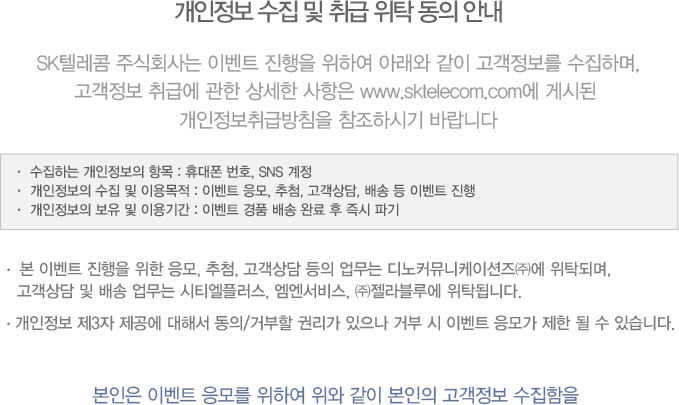 개인정보 수집 및 취급 위탁 동의 안내
SK텔레콤 주식회사는 이벤트 진행을 위하여 아래와 같이 고객정보를 수집하며,
고객정보 취급에 관한 상세한 사항은 www.sktelecom.com에 게시된
개인정보취급방침을 참조하시기 바랍니다
· 수집하는 개인정보의 항목 : 휴대폰 번호, SNS 계정
· 개인정보의 수집 및 이용목적 : 이벤트 응모, 추첨, 고객상담, 배송 등 이벤트 진행
· 개인정보의 보유 및 이용기간 : 이벤트 경품 배송 완료 후 즉시 파기
· 본 이벤트 진행을 위한 응모, 추첨, 고객상담 등의 업무는 디노커뮤니케이션즈㈜에 위탁되며,
고객상담 및 배송 업무는 시티엘플러스, 엠엔서비스, ㈜젤라블루에 위탁됩니다.
· 개인정보 제3자 제공에 대해서 동의/거부할 권리가 있으나 거부 시 이벤트 응모가 제한 될 수 있습니다.
본인은 이벤트 응모를 위하여 위와 같이 본인의 고객정보 수집함을